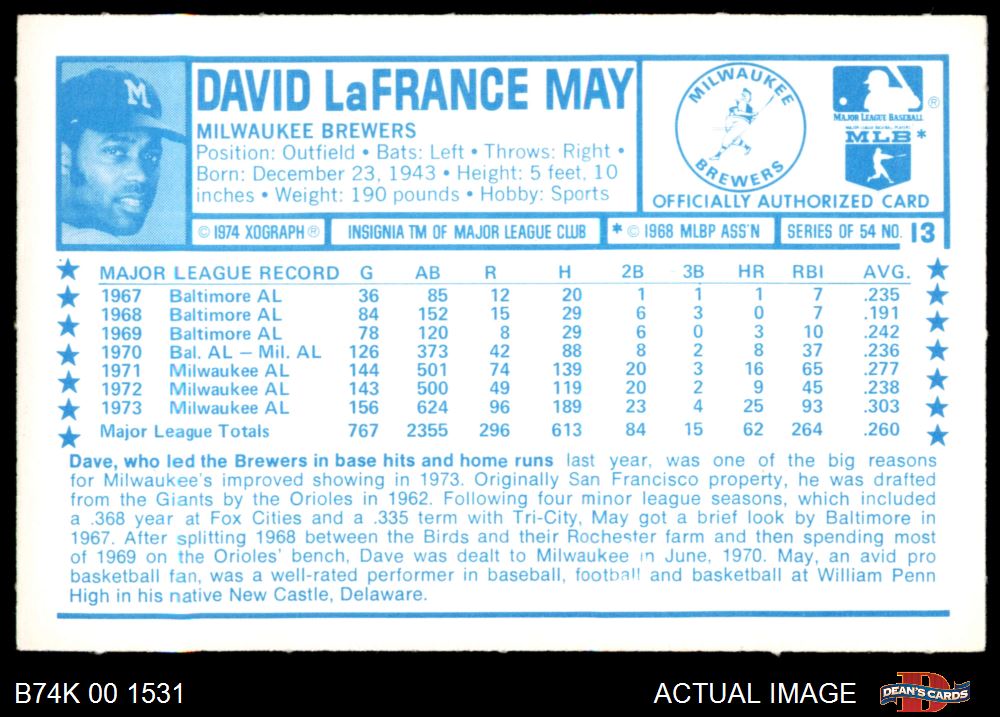 M
DAVID LaFRANCE MAY
MILWAUKEE BREWERS
Position: Outfield • Bats: Left • Throws: Right •
Born: December 23, 1943 • Height: 5 feet, 10
inches • Weight: 190 pounds • Hobby: Sports
MILWAUKEE
BREWERS
MAJOR LEAGUE BASEBALL ®
MAJOR LEAGUE BASEBALL PLAYERS
MLB *
OFFICIALLY AUTHORIZED CARD
© 1974 XOGRAPH ® INSIGNIA TM OF MAJOR LEAGUE CLUB * © 1968 MLBP ASS'N SERIES OF 54 NO. 13
MAJOR LEAGUE RECORD G AB R H 2B 3B HR RBI AVG.
1967 Baltimore AL 36 85 12 20 1 1 1 7 .235
1968 Baltimore AL 84 152 15 29 6 3 0 7 .191
1969 Baltimore AL 78 120 8 29 6 0 3 10 .242
1970 Bal. AL – Mil. AL 126 373 42 88 8 2 8 37 .236
1971 Milwaukee AL 144 501 74 139 20 3 16 65 .277
1972 Milwaukee AL 143 500 49 119 20 2 9 45 .238
1973 Milwaukee AL 156 624 96 189 23 4 25 93 .303
Major League Totals 767 2355 296 613 84 15 62 264 .260
Dave, who led the Brewers in base hits and home runs last year, was one of the big reasons
for Milwaukee's improved showing in 1973. Originally San Francisco property, he was drafted
from the Giants by the Orioles in 1962. Following four minor league seasons, which included
a .368 year at Fox Cities and a .335 term with Tri-City, May got a brief look by Baltimore in
1967. After splitting 1968 between the Birds and their Rochester farm and then spending most
of 1969 on the Orioles' bench, Dave was dealt to Milwaukee in June, 1970. May, an avid pro
basketball fan, was a well-rated performer in baseball, football and basketball at William Penn
High in his native New Castle, Delaware.
B74K 00 1531 ACTUAL IMAGE D DEAN'S CARDS